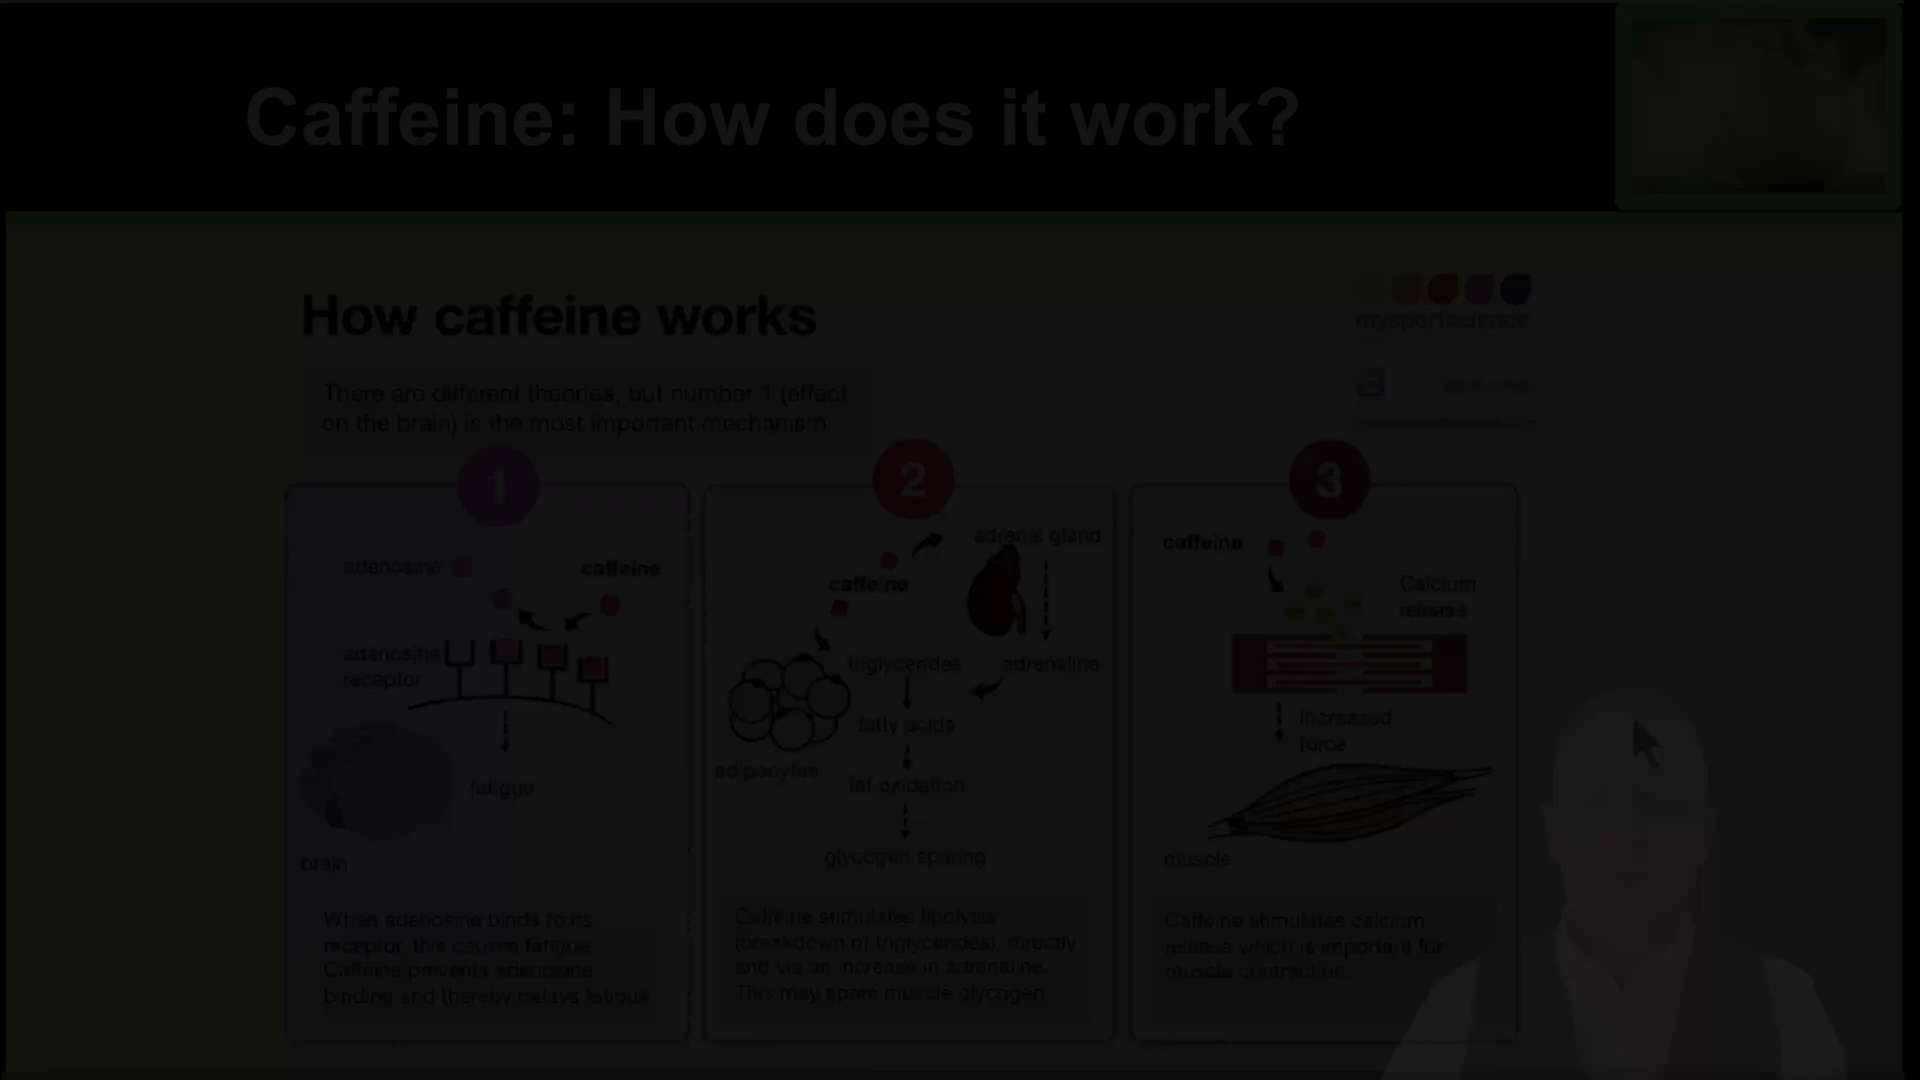 Caffeine: How does it work?
How caffeine works
mysportscience
There are different theories, but number 1 (effect
on the brain) is the most important mechanism
1
adenosine
caffeine
adenosine
receptor
fatigue
brain
When adenosine binds to its
receptor, this causes fatigue.
Caffeine prevents adenosine
binding and thereby delays fatigue
2
adrenal gland
caffeine
triglycerides
adrenaline
fatty acids
adipocytes
fat oxidation
glycogen sparing
Caffeine stimulates lipolysis
(breakdown of triglycerides), directly
and via an increase in adrenaline.
This may spare muscle glycogen
3
caffeine
Calcium
release
Increased
force
muscle
Caffeine stimulates calcium
release which is important for
muscle contraction